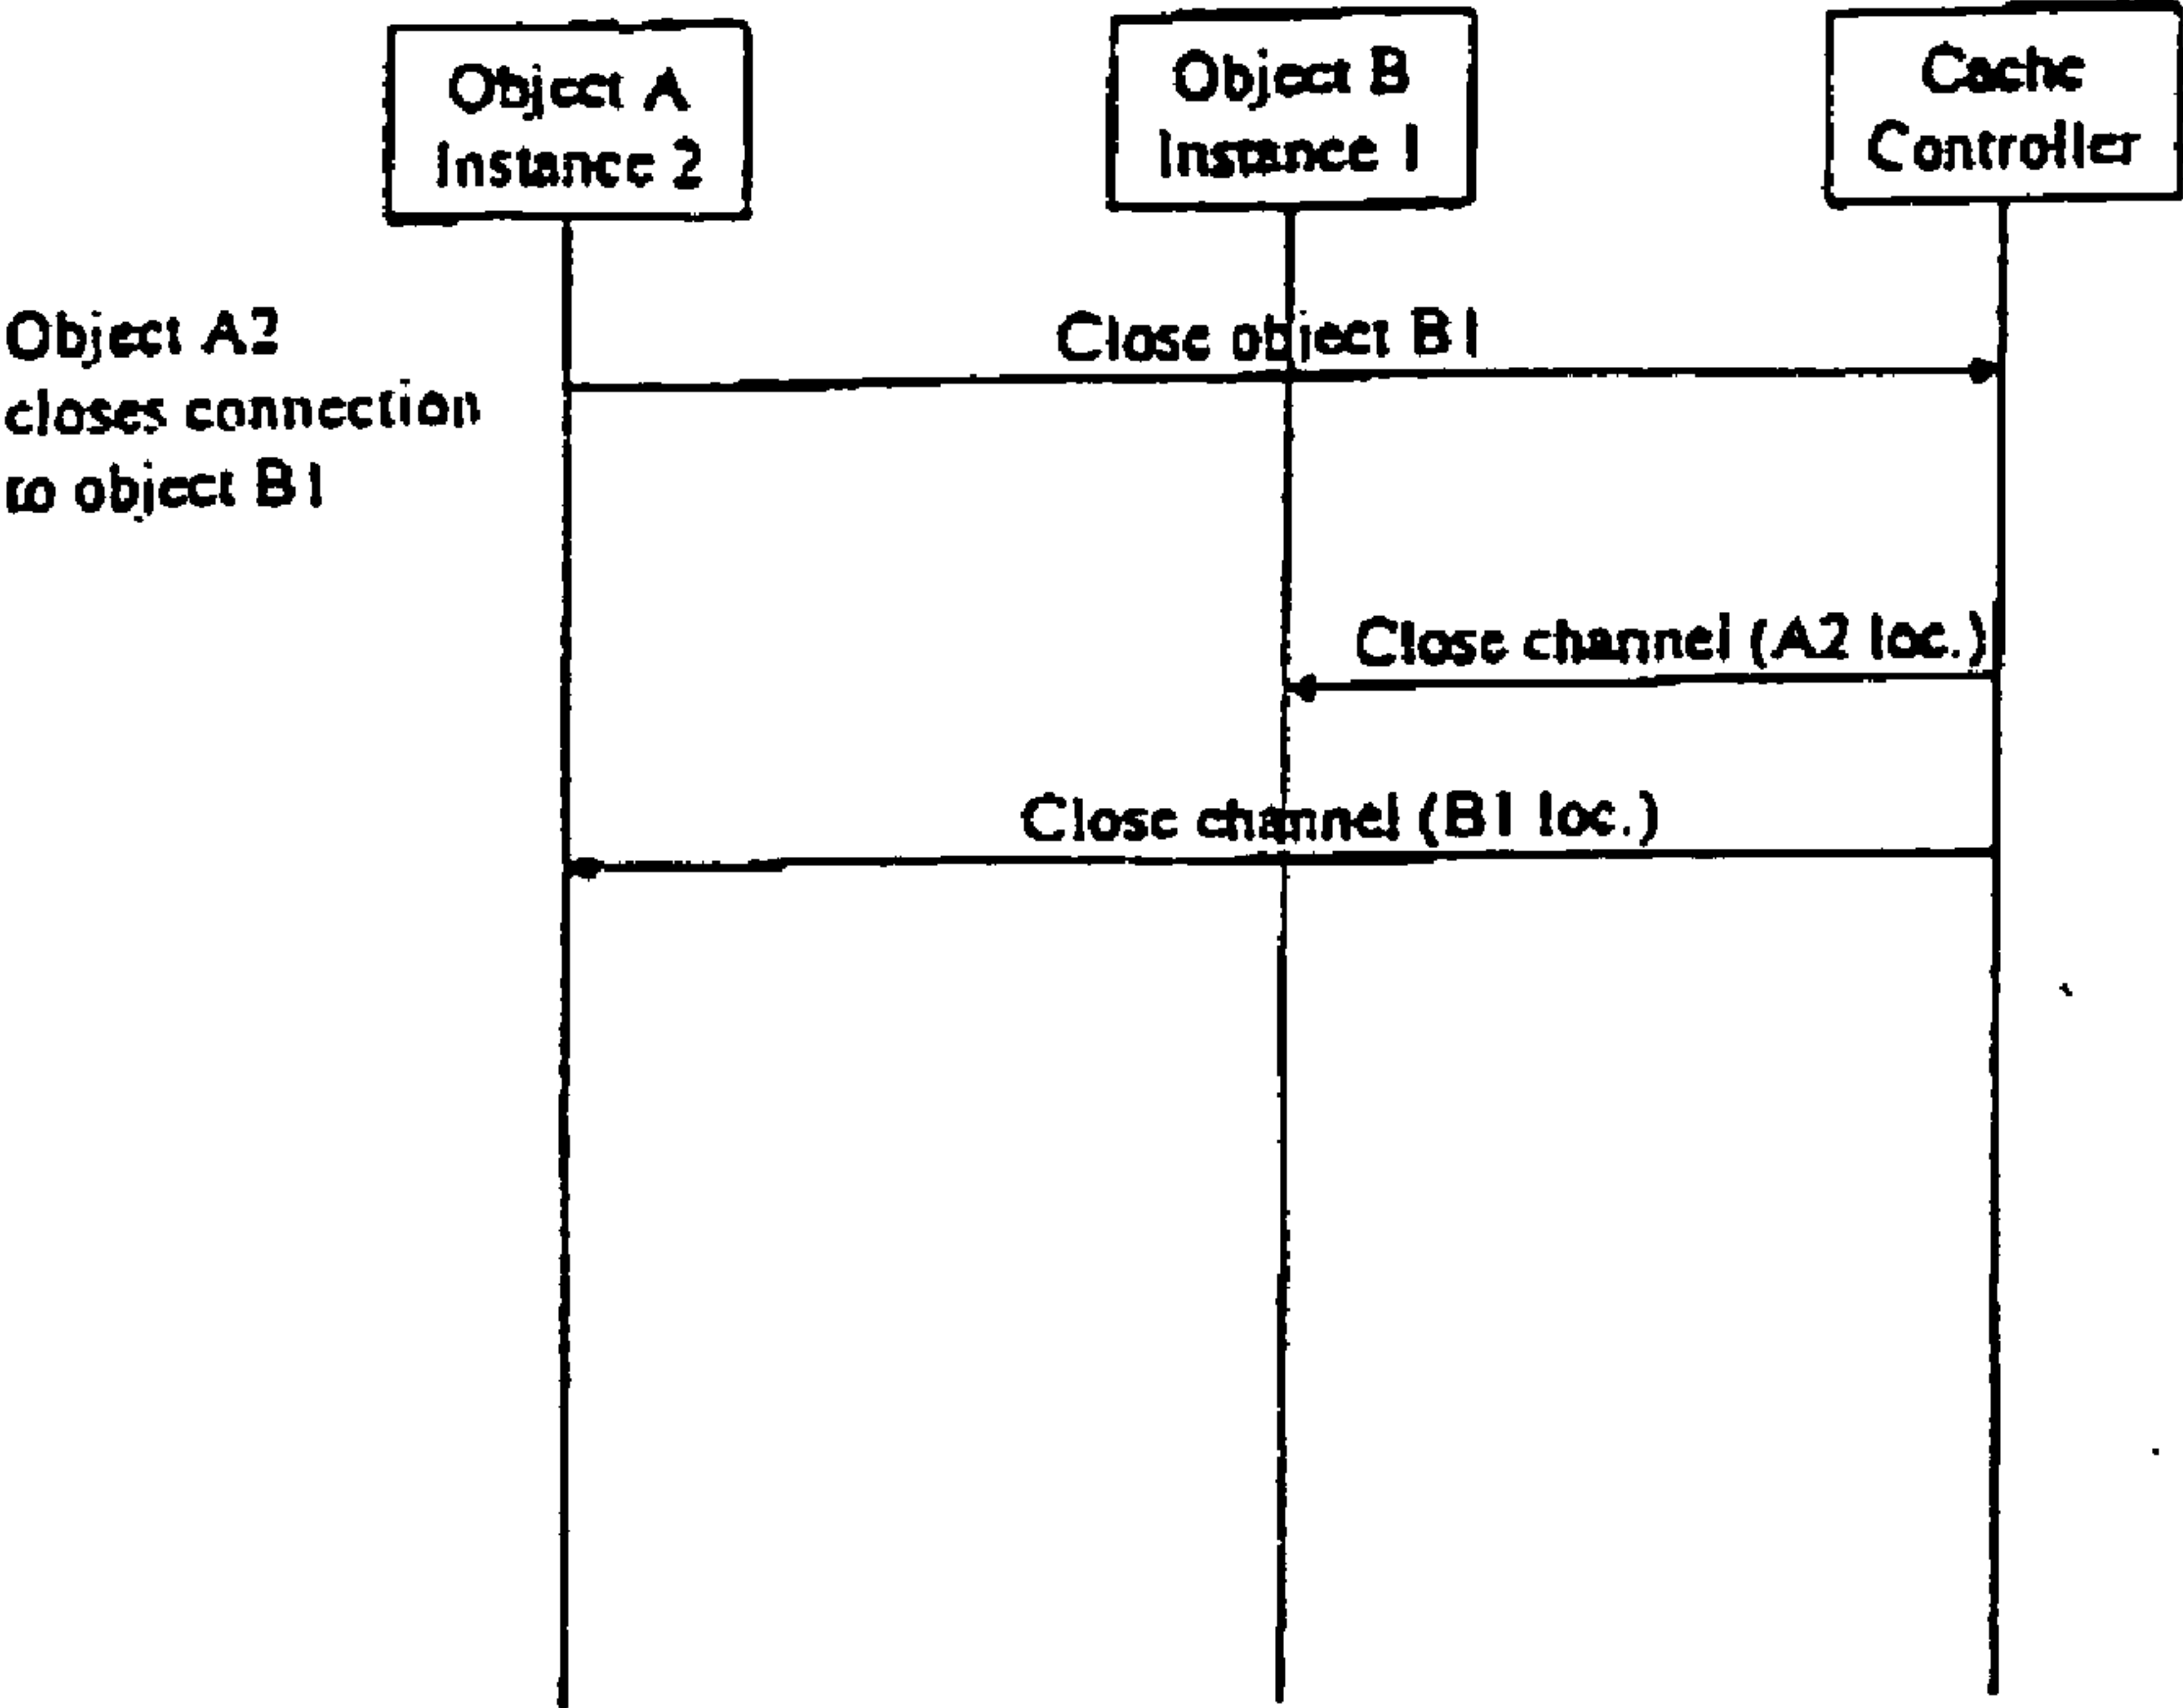 Object A
Instance 2
Object B
Instance 1
Cache
Controller
Object A2
closes connection
to object B1
Close object B1
Close channel (A2 loc.)
Close channel (B1 loc.)